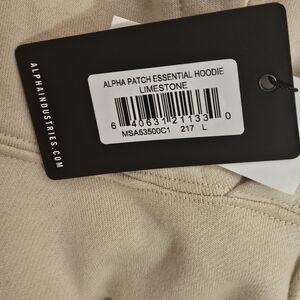 ALPHAINDUSTRIES.COM
ALPHA PATCH ESSENTIAL HOODIE
LIMESTONE
6 40631 21133 0
MSA53500C1 217 L